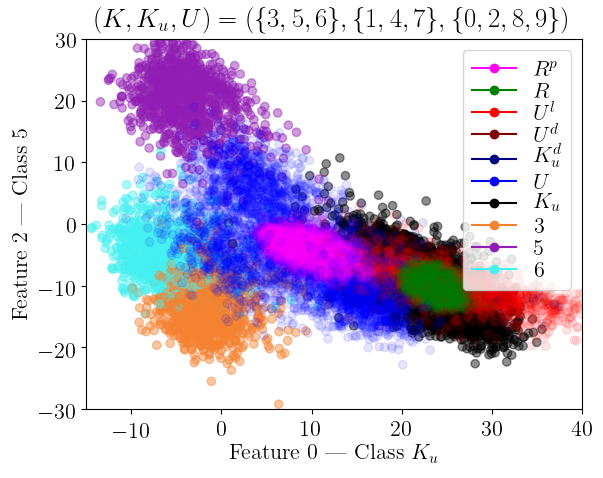 (K, K_u, U) = ({3, 5, 6}, {1, 4, 7}, {0, 2, 8, 9})
30
20
10
0
−10
−20
−30
Feature 2 — Class 5
R^p
R
U^l
U^d
K_u^d
U
K_u
3
5
6
−10
0
10
20
30
40
Feature 0 — Class K_u